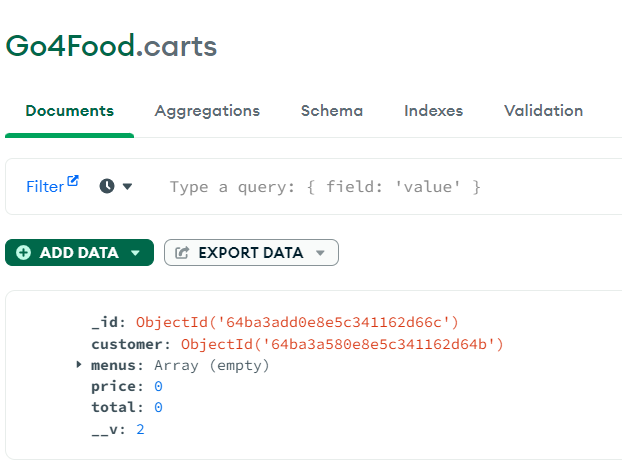 Go4Food.carts
Documents Aggregations Schema Indexes Validation
Filter Type a query: { field: 'value' }
ADD DATA EXPORT DATA
_id: ObjectId('64ba3add0e8e5c341162d66c')
customer: ObjectId('64ba3a580e8e5c341162d64b')
menus: Array (empty)
price: 0
total: 0
__v: 2